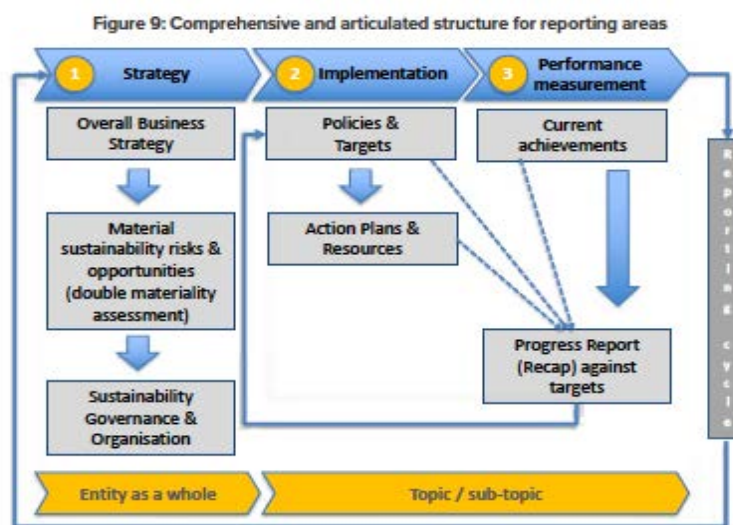 Figure 9: Comprehensive and articulated structure for reporting areas
1 Strategy
2 Implementation
3 Performance
measurement
Overall Business
Strategy
Material
sustainability risks &
opportunities
(double materiality
assessment)
Sustainability
Governance &
Organisation
Policies &
Targets
Action Plans &
Resources
Current
achievements
Progress Report
(Recap) against
targets
Reporting cycle
Entity as a whole
Topic / sub-topic